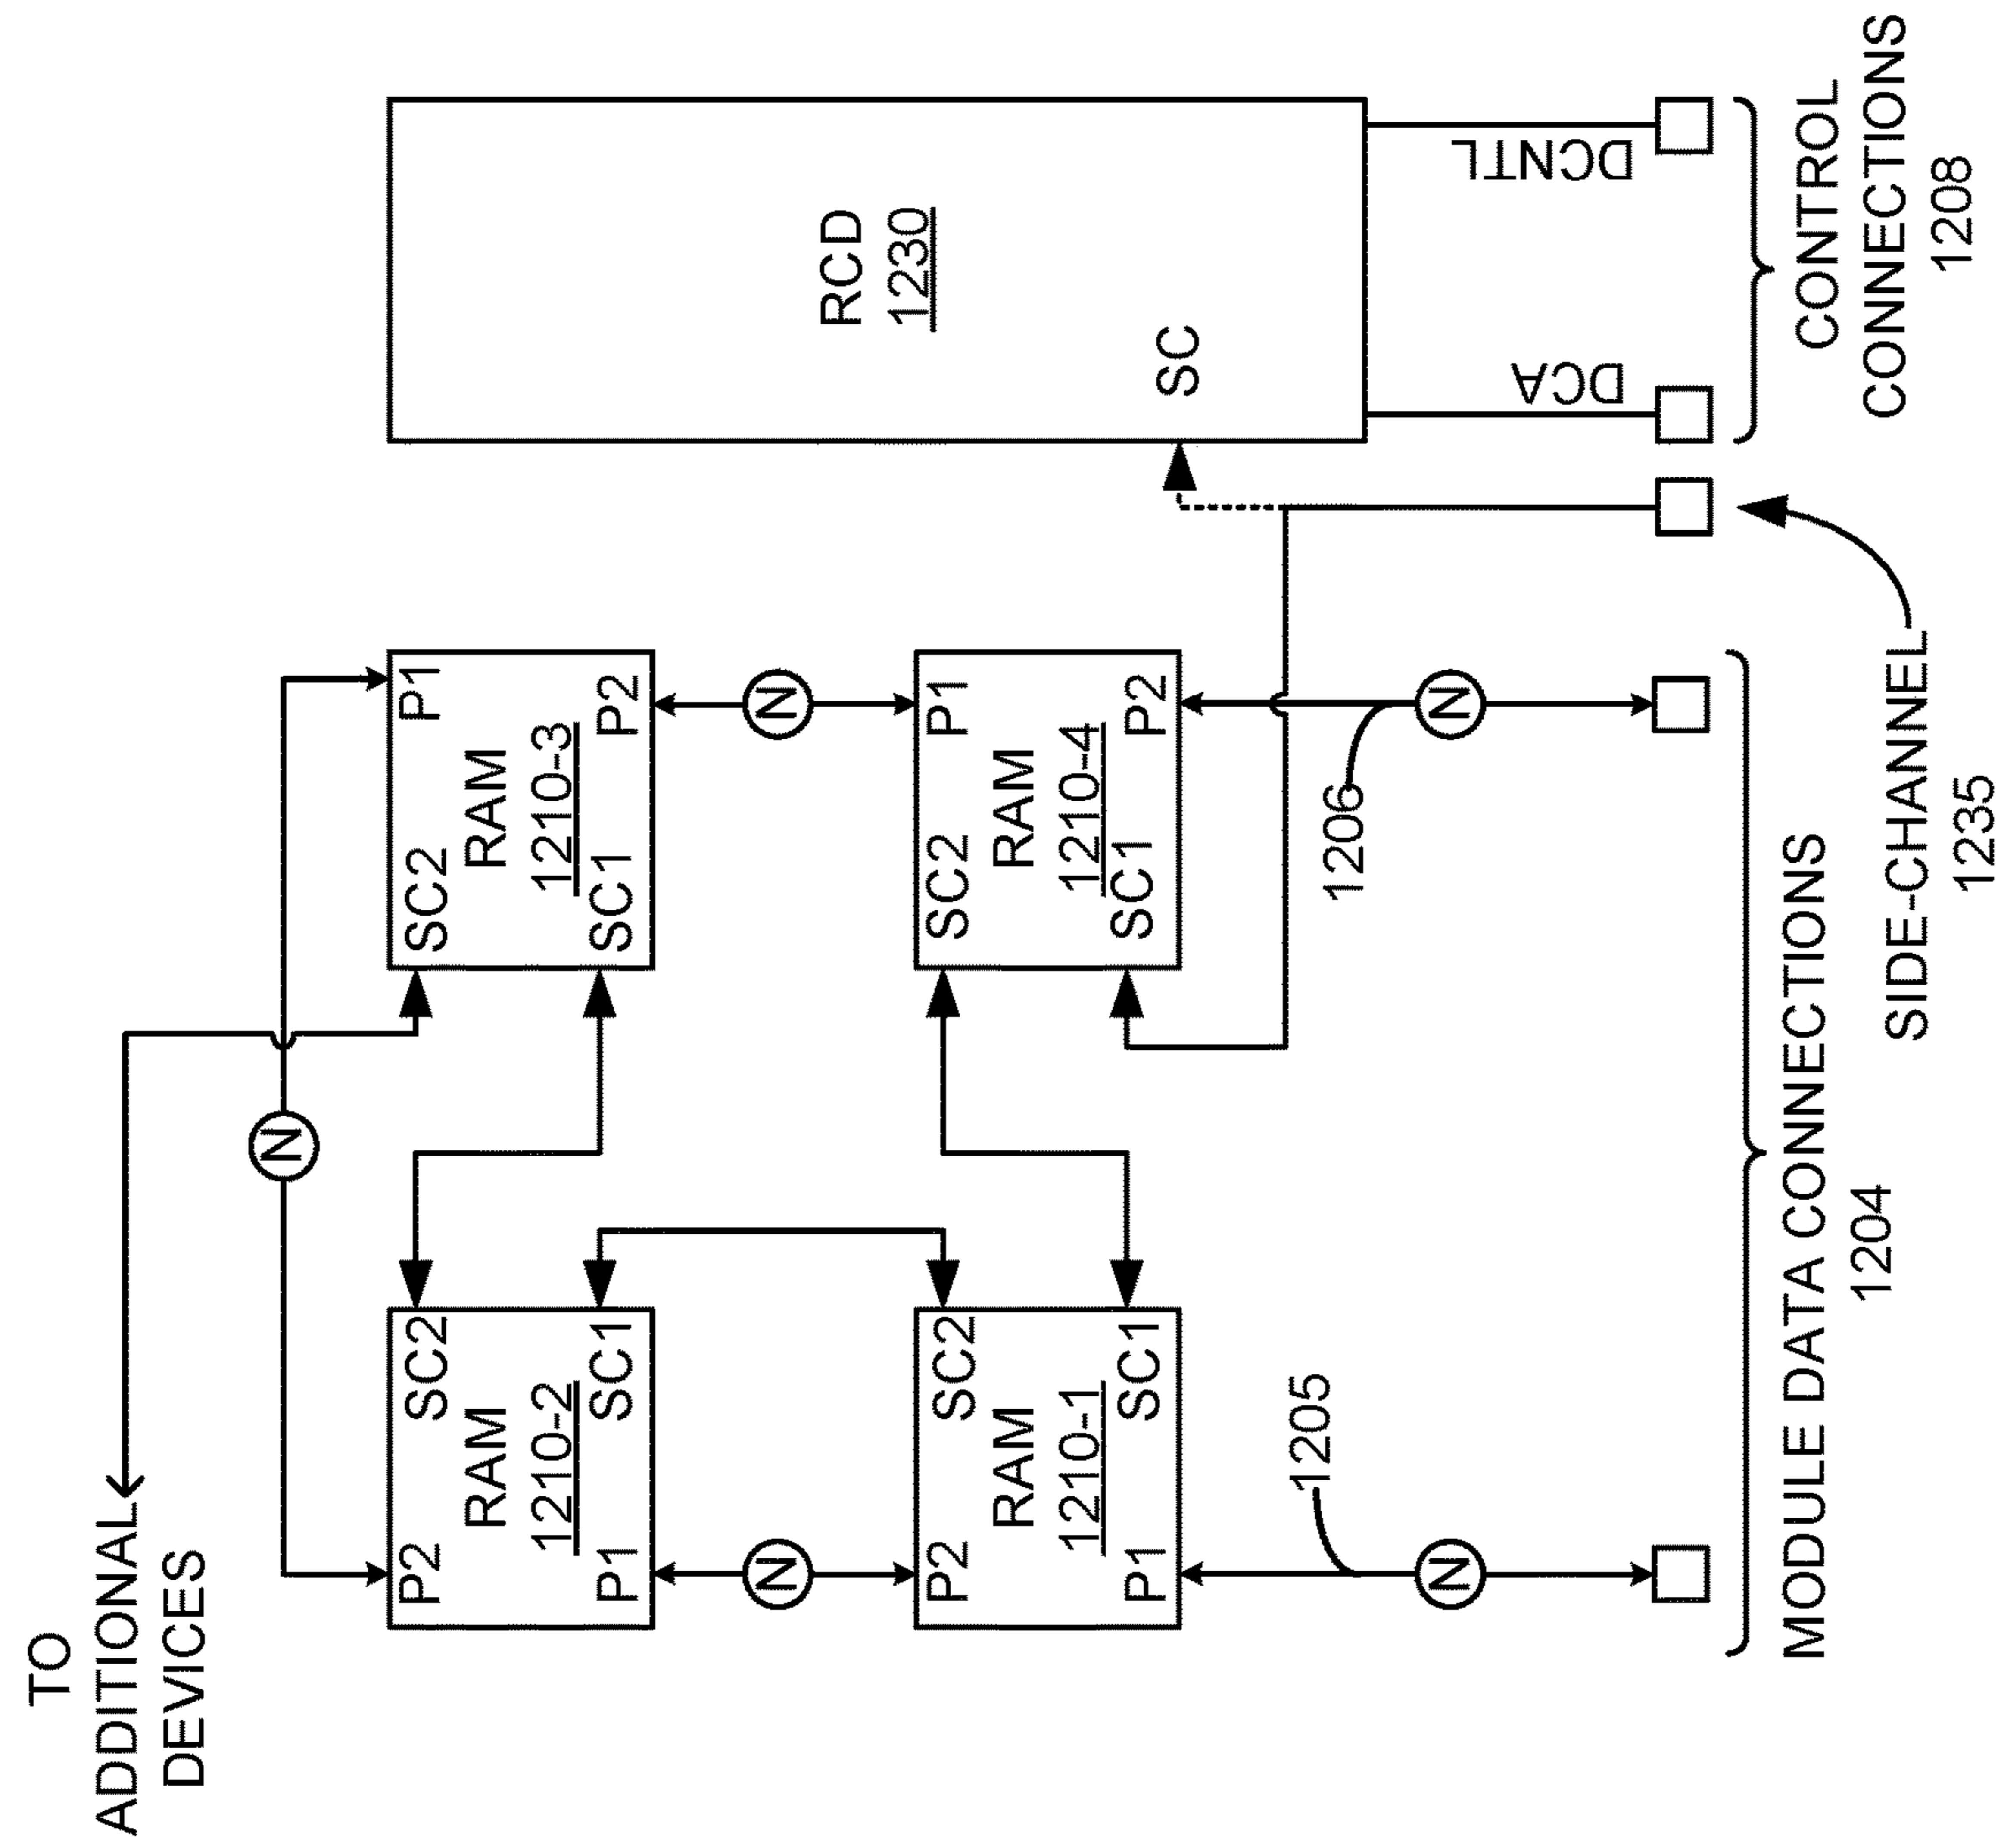 TO
ADDITIONAL
DEVICES
N
P2
SC2
RAM
1210-2
P1
SC1
SC2
P1
RAM
1210-3
SC1
P2
N
N
P2
SC2
RAM
1210-1
P1
SC1
SC2
P1
RAM
1210-4
SC1
P2
RCD
1230
SC
1205
1206
N
N
DCA
DCNTL
MODULE DATA CONNECTIONS
1204
SIDE-CHANNEL
1235
CONTROL
CONNECTIONS
1208